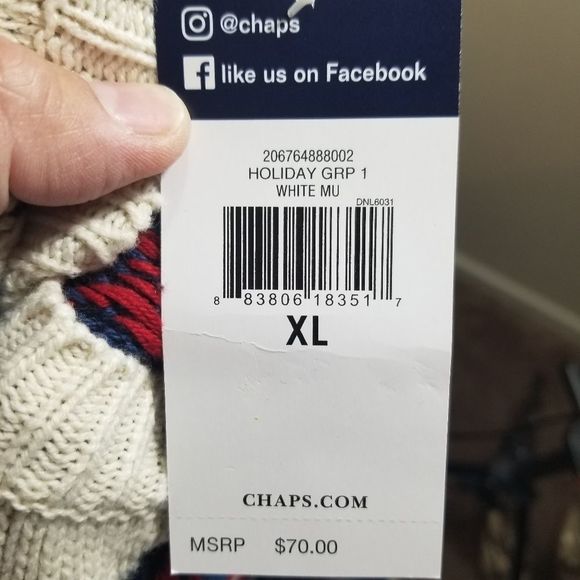 @chaps
like us on Facebook
206764888002
HOLIDAY GRP 1
WHITE MU
DNL6031
8 83806 18351 7
XL
CHAPS.COM
MSRP $70.00